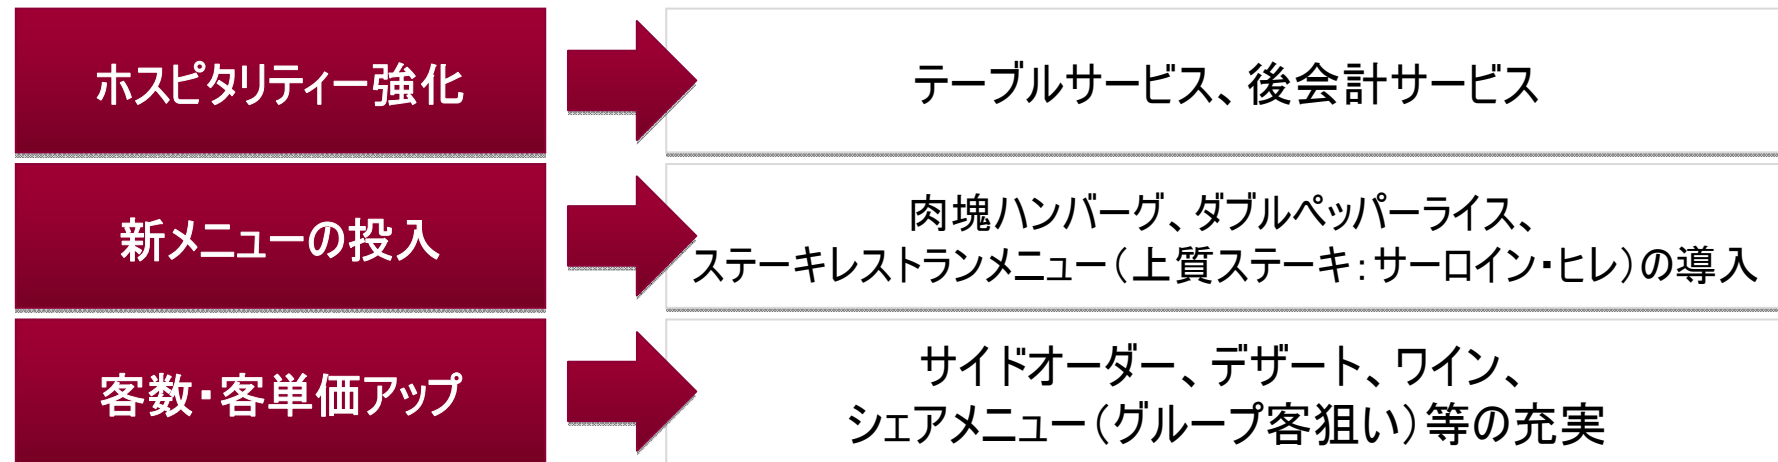 ホスピタリティー強化
テーブルサービス、後会計サービス
新メニューの投入
肉塊ハンバーグ、ダブルペッパーライス、
ステーキレストランメニュー(上質ステーキ:サーロイン・ヒレ)の導入
客数・客単価アップ
サイドオーダー、デザート、ワイン、
シェアメニュー(グループ客狙い)等の充実